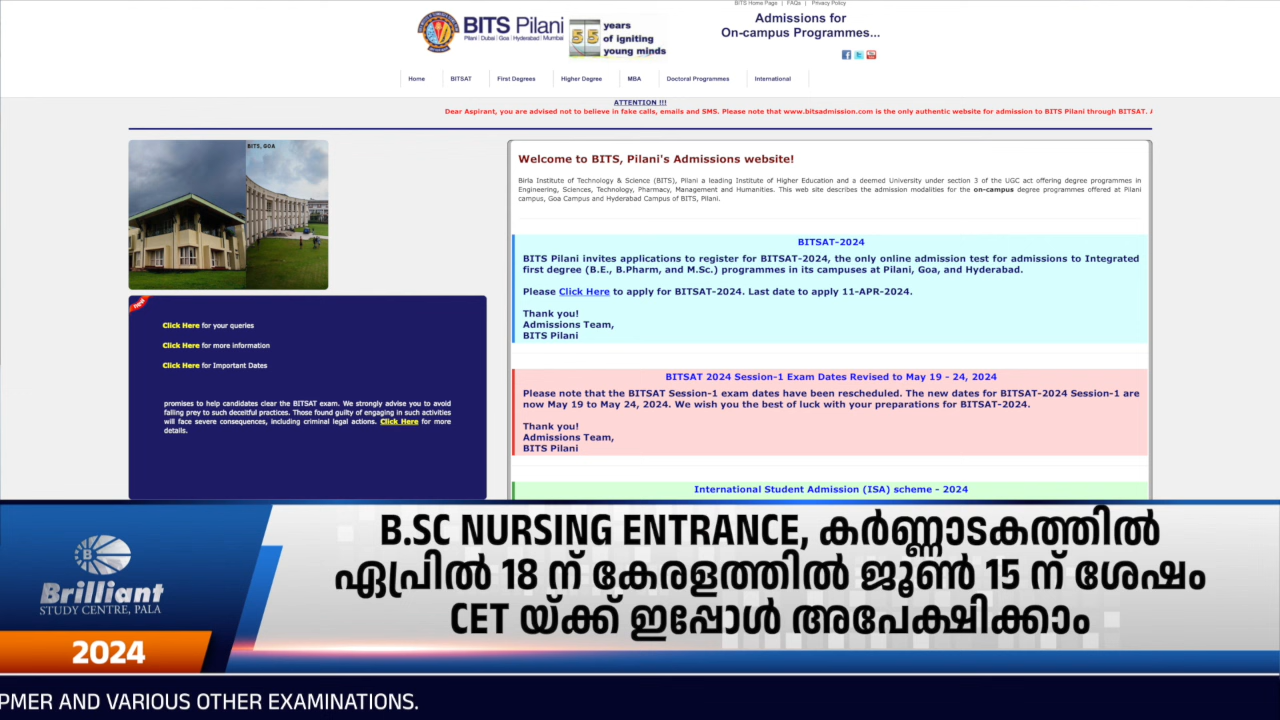 BITS Home Page | FAQs | Privacy Policy
BITS Pilani
Pilani | Dubai | Goa | Hyderabad | Mumbai
55 years
of igniting
young minds
Admissions for
On-campus Programmes...
Home BITSAT First Degrees Higher Degree MBA Doctoral Programmes International
ATTENTION !!!
Dear Aspirant, you are advised not to believe in fake calls, emails and SMS. Please note that www.bitsadmission.com is the only authentic website for admission to BITS Pilani through BITSAT. A
BITS, GOA
Click Here for your queries
Click Here for more information
Click Here for Important Dates
promises to help candidates clear the BITSAT exam. We strongly advise you to avoid
falling prey to such deceitful practices. Those found guilty of engaging in such activities
will face severe consequences, including criminal legal actions. Click Here for more
details.
Welcome to BITS, Pilani's Admissions website!
Birla Institute of Technology & Science (BITS), Pilani a leading Institute of Higher Education and a deemed University under section 3 of the UGC act offering degree programmes in
Engineering, Sciences, Technology, Pharmacy, Management and Humanities. This web site describes the admission modalities for the on-campus degree programmes offered at Pilani
campus, Goa Campus and Hyderabad Campus of BITS, Pilani.
BITSAT-2024
BITS Pilani invites applications to register for BITSAT-2024, the only online admission test for admissions to Integrated
first degree (B.E., B.Pharm, and M.Sc.) programmes in its campuses at Pilani, Goa, and Hyderabad.
Please Click Here to apply for BITSAT-2024. Last date to apply 11-APR-2024.
Thank you!
Admissions Team,
BITS Pilani
BITSAT 2024 Session-1 Exam Dates Revised to May 19 - 24, 2024
Please note that the BITSAT Session-1 exam dates have been rescheduled. The new dates for BITSAT-2024 Session-1 are
now May 19 to May 24, 2024. We wish you the best of luck with your preparations for BITSAT-2024.
Thank you!
Admissions Team,
BITS Pilani
International Student Admission (ISA) scheme - 2024
B
Brilliant
STUDY CENTRE, PALA
2024
B.SC NURSING ENTRANCE, കർണ്ണാടകത്തിൽ
ഏപ്രിൽ 18 ന് കേരളത്തിൽ ജൂൺ 15 ന് ശേഷം
CET യ്ക്ക് ഇപ്പോൾ അപേക്ഷിക്കാം
PMER AND VARIOUS OTHER EXAMINATIONS.